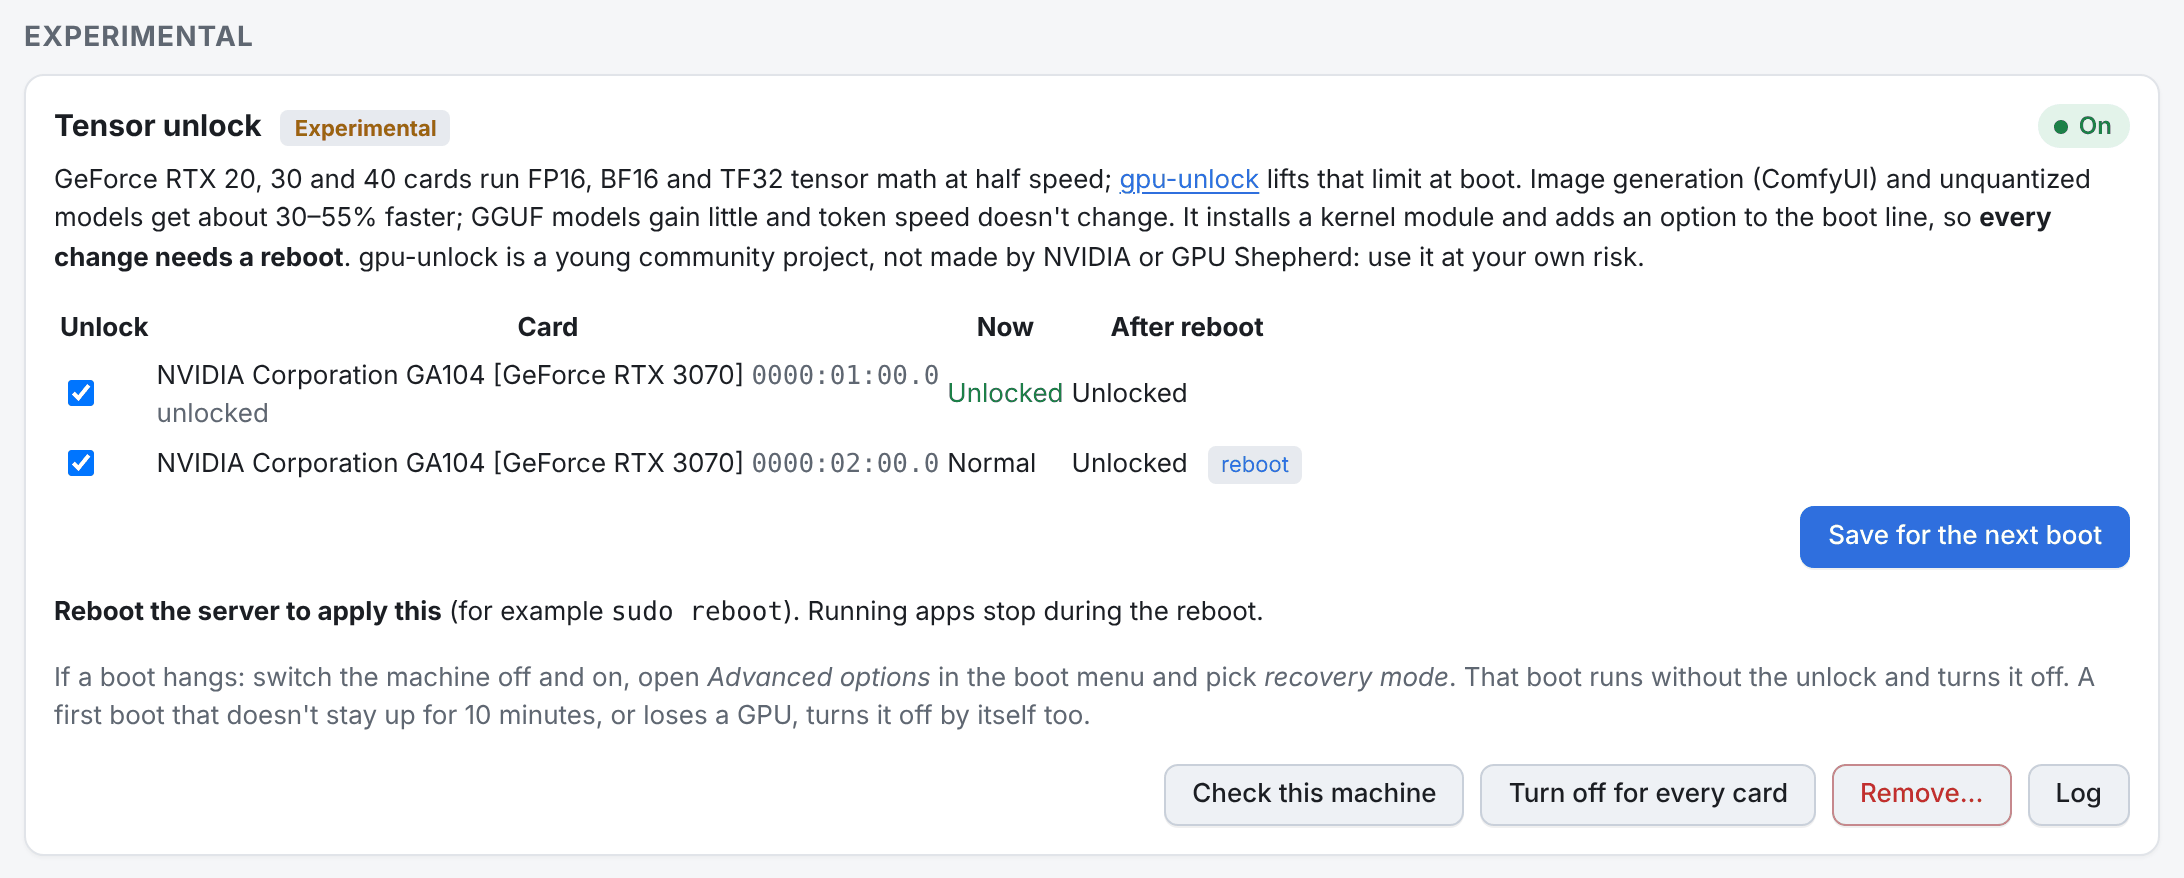 EXPERIMENTAL
Tensor unlock Experimental On
GeForce RTX 20, 30 and 40 cards run FP16, BF16 and TF32 tensor math at half speed; gpu-unlock lifts that limit at boot. Image generation (ComfyUI) and unquantized
models get about 30–55% faster; GGUF models gain little and token speed doesn't change. It installs a kernel module and adds an option to the boot line, so every
change needs a reboot. gpu-unlock is a young community project, not made by NVIDIA or GPU Shepherd: use it at your own risk.
Unlock Card Now After reboot
NVIDIA Corporation GA104 [GeForce RTX 3070] 0000:01:00.0 Unlocked Unlocked
unlocked
NVIDIA Corporation GA104 [GeForce RTX 3070] 0000:02:00.0 Normal Unlocked reboot
Save for the next boot
Reboot the server to apply this (for example sudo reboot). Running apps stop during the reboot.
If a boot hangs: switch the machine off and on, open Advanced options in the boot menu and pick recovery mode. That boot runs without the unlock and turns it off. A
first boot that doesn't stay up for 10 minutes, or loses a GPU, turns it off by itself too.
Check this machine Turn off for every card Remove... Log